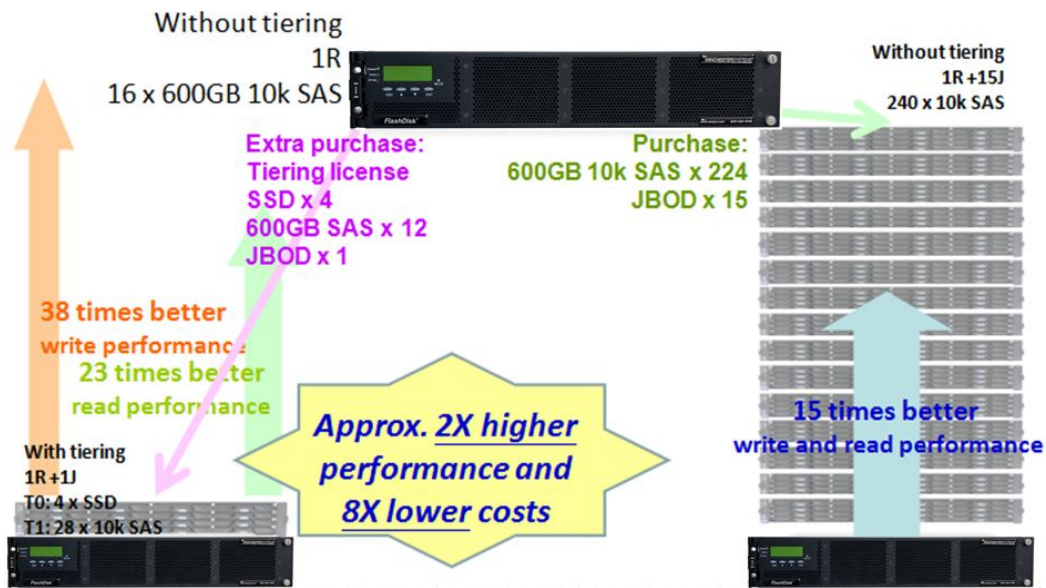 Without tiering
1R
16 x 600GB 10k SAS
FlashDisk
Without tiering
1R +15J
240 x 10k SAS
Extra purchase:
Tiering license
SSD x 4
600GB SAS x 12
JBOD x 1
Purchase:
600GB 10k SAS x 224
JBOD x 15
38 times better
write performance
23 times better
read performance
Approx. 2X higher
performance and
8X lower costs
15 times better
write and read performance
With tiering
1R +1J
T0: 4 x SSD
T1: 28 x 10k SAS
FlashDisk
FlashDisk